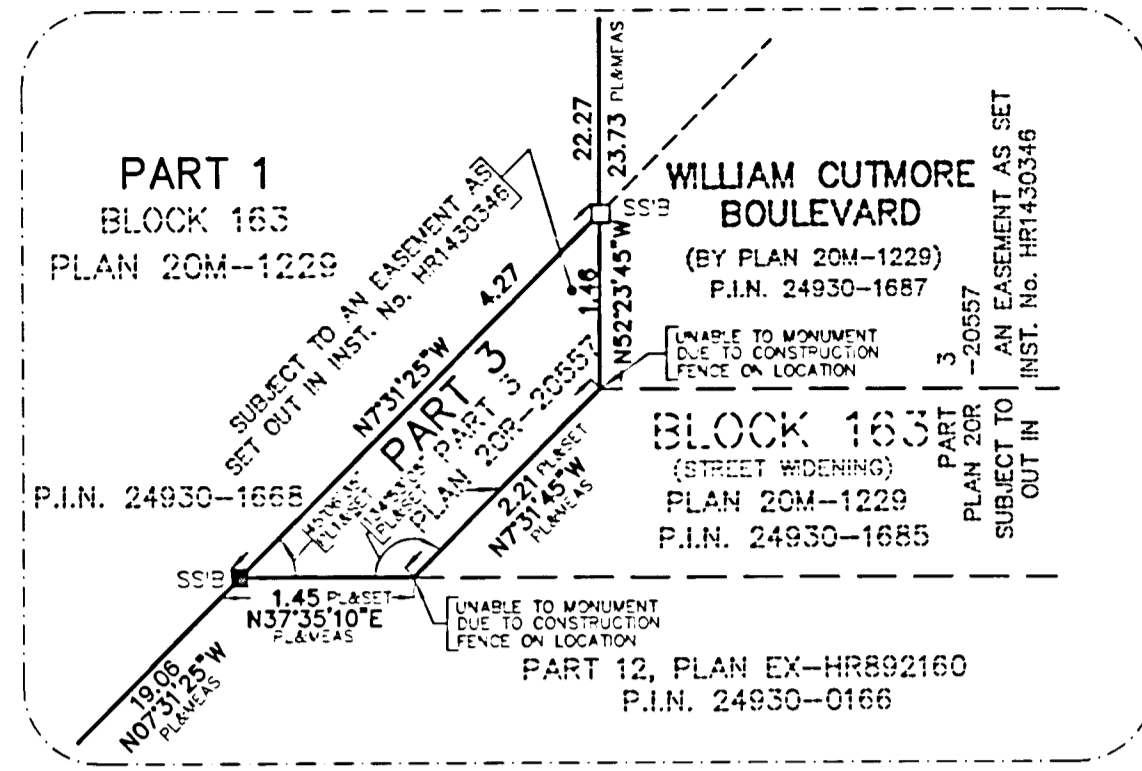 PART 1
BLOCK 163
PLAN 20M-1229
SUBJECT TO AN EASEMENT AS
SET OUT IN INST. No. HR1430346
P.I.N. 24930-1668
22.27
23.73 PL&MEAS
SS'B
WILLIAM CUTMORE
BOULEVARD
(BY PLAN 20M-1229)
P.I.N. 24930-1687
4.27
N7°31'25"W
1.46
N52°23'45"W
PART 3
PART 3
PLAN 20R-20557
PL1&SET
PL&SET
2.21 PL&SET
N7°31'45"W
PL&MEAS
UNABLE TO MONUMENT
DUE TO CONSTRUCTION
FENCE ON LOCATION
BLOCK 163
(STREET WIDENING)
PLAN 20M-1229
P.I.N. 24930-1685
PART 3
PLAN 20R-20557
SUBJECT TO AN EASEMENT AS SET
OUT IN INST. No. HR1430346
SS'B
1.45 PL&SET
N37°35'10"E
PL&MEAS
UNABLE TO MONUMENT
DUE TO CONSTRUCTION
FENCE ON LOCATION
19.06
N07°31'25"W
PL&MEAS
PART 12, PLAN EX-HR892160
P.I.N. 24930-0166